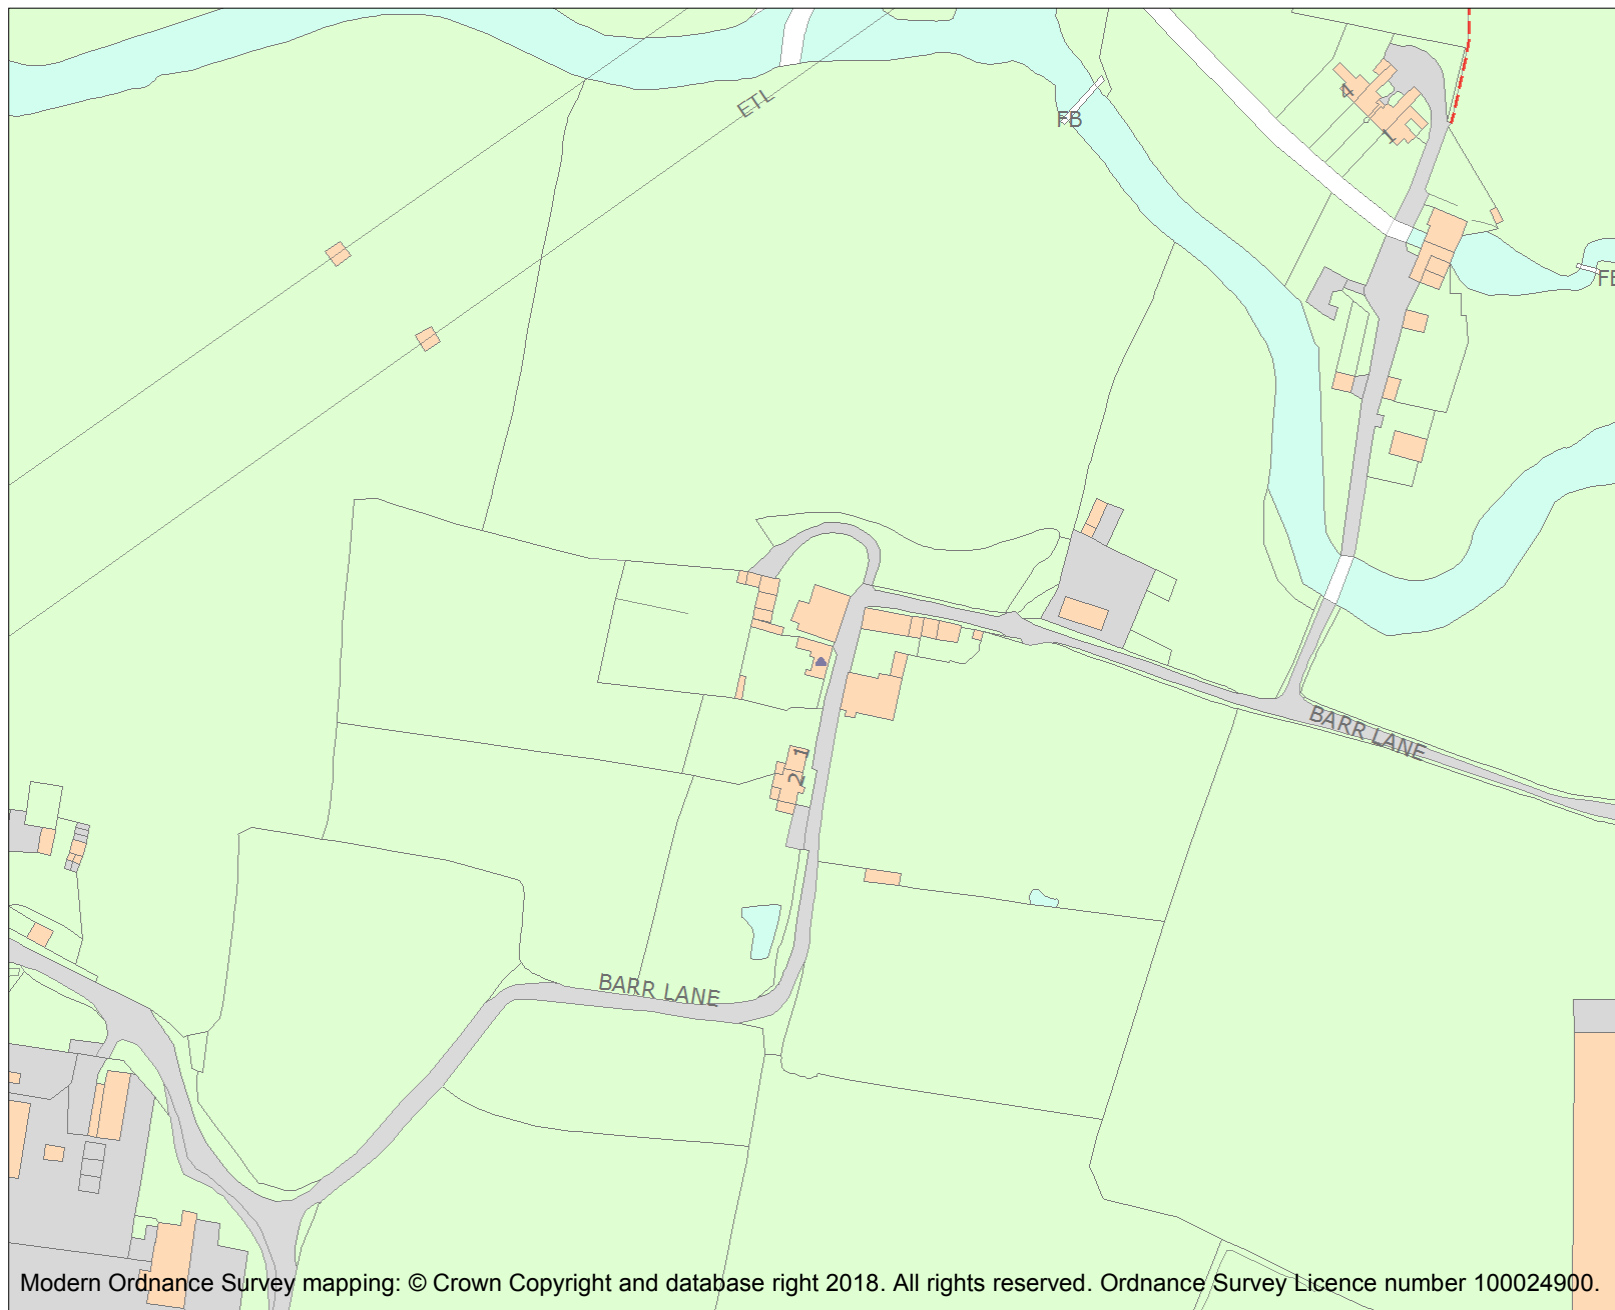 ETL
FB
4
1
FB
BARR LANE
1
2
BARR LANE
Modern Ordnance Survey mapping: © Crown Copyright and database right 2018. All rights reserved. Ordnance Survey Licence number 100024900.